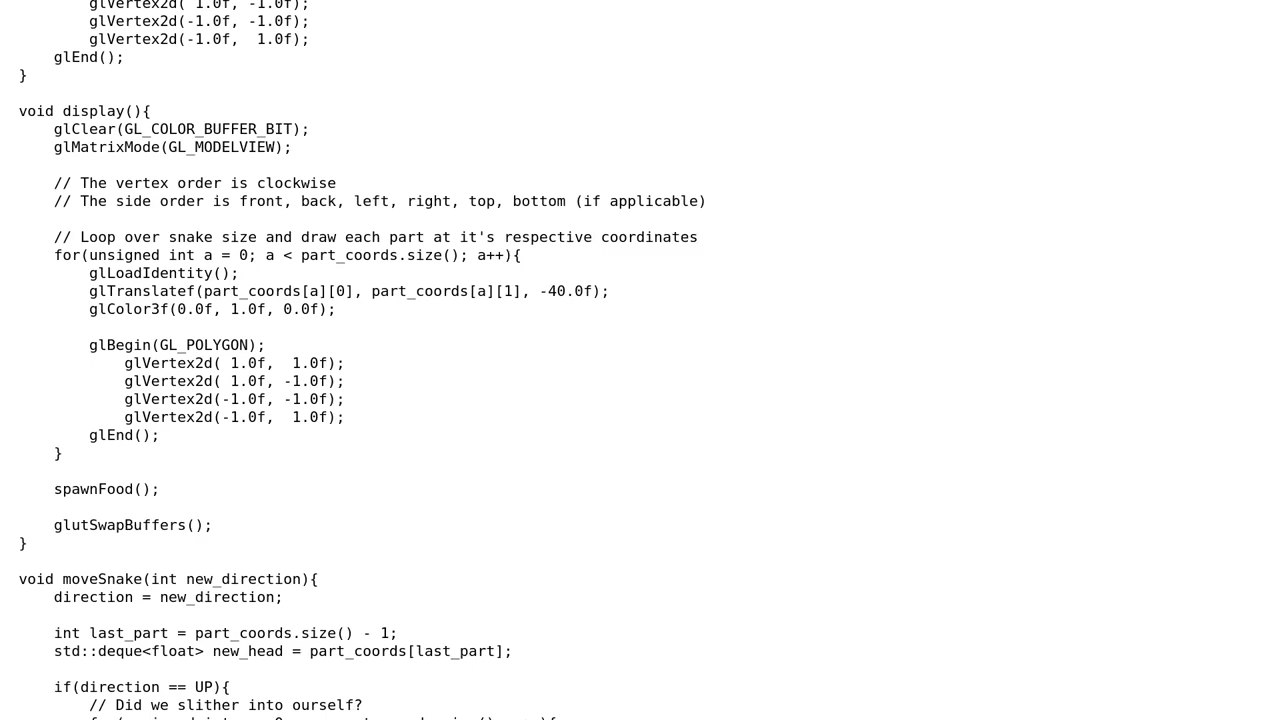 glVertex2d( 1.0f, -1.0f);
        glVertex2d(-1.0f, -1.0f);
        glVertex2d(-1.0f,  1.0f);
    glEnd();
}

void display(){
    glClear(GL_COLOR_BUFFER_BIT);
    glMatrixMode(GL_MODELVIEW);

    // The vertex order is clockwise
    // The side order is front, back, left, right, top, bottom (if applicable)

    // Loop over snake size and draw each part at it's respective coordinates
    for(unsigned int a = 0; a < part_coords.size(); a++){
        glLoadIdentity();
        glTranslatef(part_coords[a][0], part_coords[a][1], -40.0f);
        glColor3f(0.0f, 1.0f, 0.0f);

        glBegin(GL_POLYGON);
            glVertex2d( 1.0f,  1.0f);
            glVertex2d( 1.0f, -1.0f);
            glVertex2d(-1.0f, -1.0f);
            glVertex2d(-1.0f,  1.0f);
        glEnd();
    }

    spawnFood();

    glutSwapBuffers();
}

void moveSnake(int new_direction){
    direction = new_direction;

    int last_part = part_coords.size() - 1;
    std::deque<float> new_head = part_coords[last_part];

    if(direction == UP){
        // Did we slither into ourself?